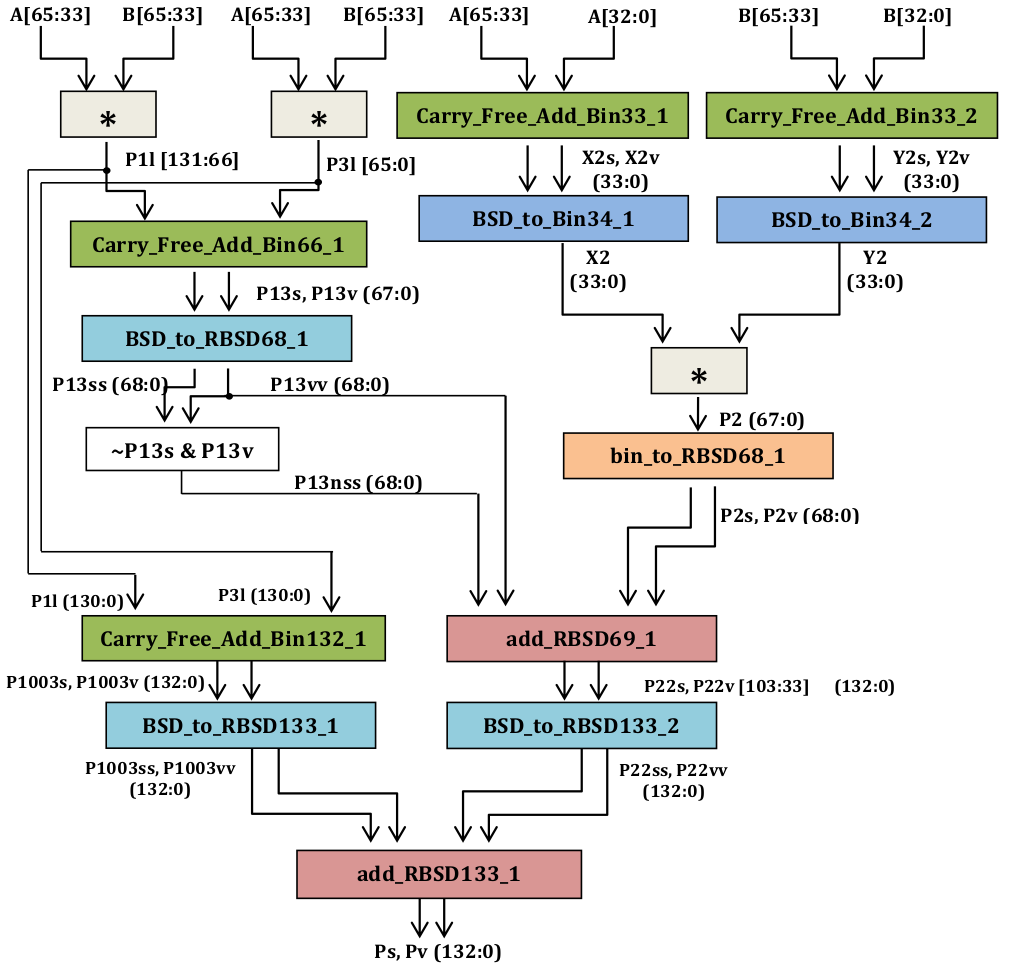 A[65:33] B[65:33] A[65:33] B[65:33] A[65:33] A[32:0] B[65:33] B[32:0]
* * Carry_Free_Add_Bin33_1 Carry_Free_Add_Bin33_2
P1l [131:66] P3l [65:0] X2s, X2v Y2s, Y2v
(33:0) (33:0)
Carry_Free_Add_Bin66_1 BSD_to_Bin34_1 BSD_to_Bin34_2
X2 Y2
(33:0) (33:0)
P13s, P13v (67:0)
BSD_to_RBSD68_1
*
P13ss (68:0) P13vv (68:0)
P2 (67:0)
~P13s & P13v bin_to_RBSD68_1
P13nss (68:0)
P2s, P2v (68:0)
P1l (130:0) P3l (130:0)
Carry_Free_Add_Bin132_1 add_RBSD69_1
P1003s, P1003v (132:0) P22s, P22v [103:33] (132:0)
BSD_to_RBSD133_1 BSD_to_RBSD133_2
P1003ss, P1003vv P22ss, P22vv
(132:0) (132:0)
add_RBSD133_1
Ps, Pv (132:0)